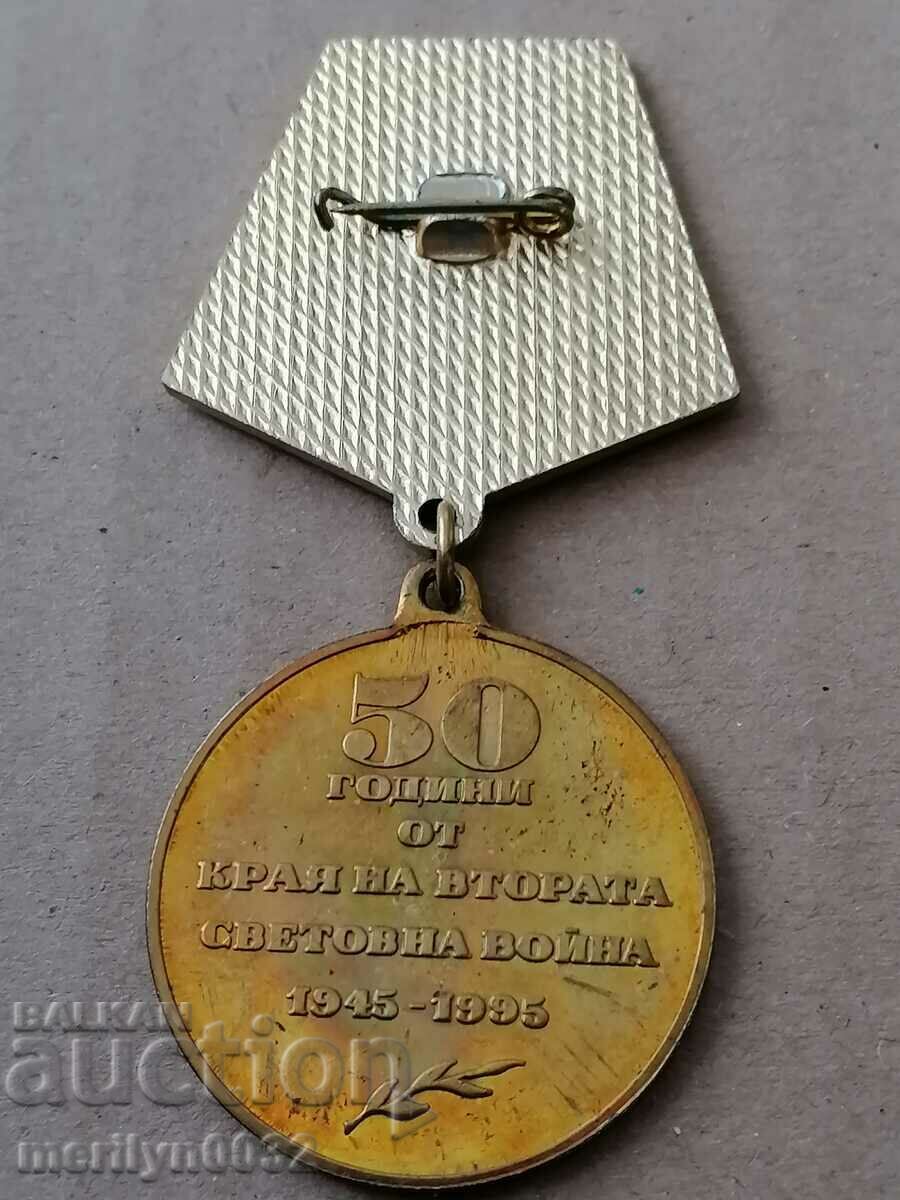 50
ГОДИНИ
ОТ
КРАЯ НА ВТОРАТА
СВЕТОВНА ВОЙНА
1945-1995
BALKAN
auction
merilyn0032